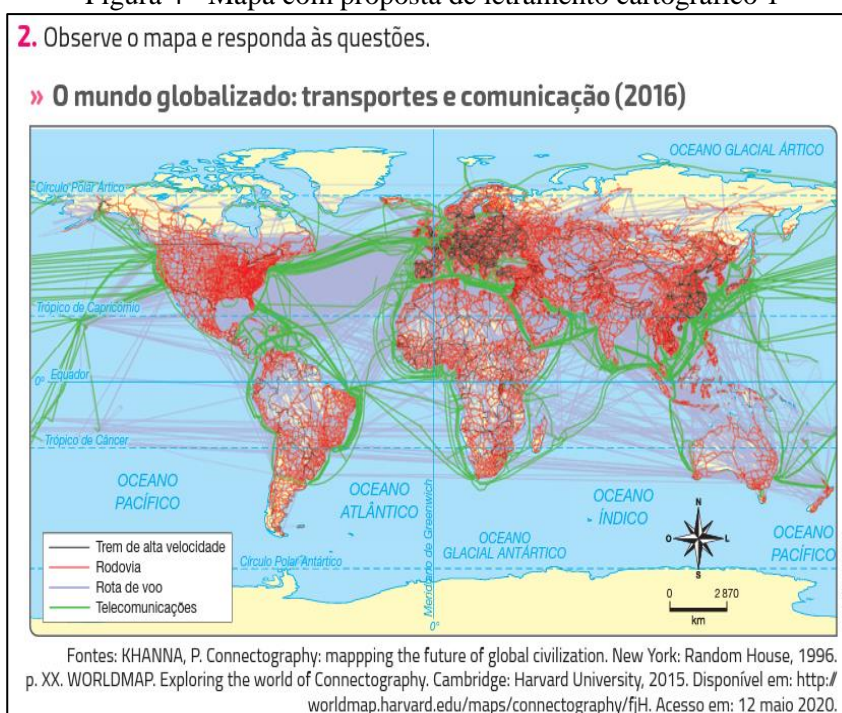 Figura 4 - Mapa com proposta de letramento cartográfico 1
2. Observe o mapa e responda às questões.
» O mundo globalizado: transportes e comunicação (2016)
OCEANO GLACIAL ÁRTICO
Círculo Polar Ártico
Trópico de Capricórnio
0° Equador
Trópico de Câncer
OCEANO
PACÍFICO
OCEANO
ATLÂNTICO
Meridiano de Greenwich
OCEANO
ÍNDICO
OCEANO
GLACIAL ANTÁRTICO
OCEANO
PACÍFICO
N
O L
S
Círculo Polar Antártico
0°
0 2 870
km
Trem de alta velocidade
Rodovia
Rota de voo
Telecomunicações
Fontes: KHANNA, P. Connectography: mappping the future of global civilization. New York: Random House, 1996.
p. XX. WORLDMAP. Exploring the world of Connectography. Cambridge: Harvard University, 2015. Disponível em: http://
worldmap.harvard.edu/maps/connectography/fjH. Acesso em: 12 maio 2020.